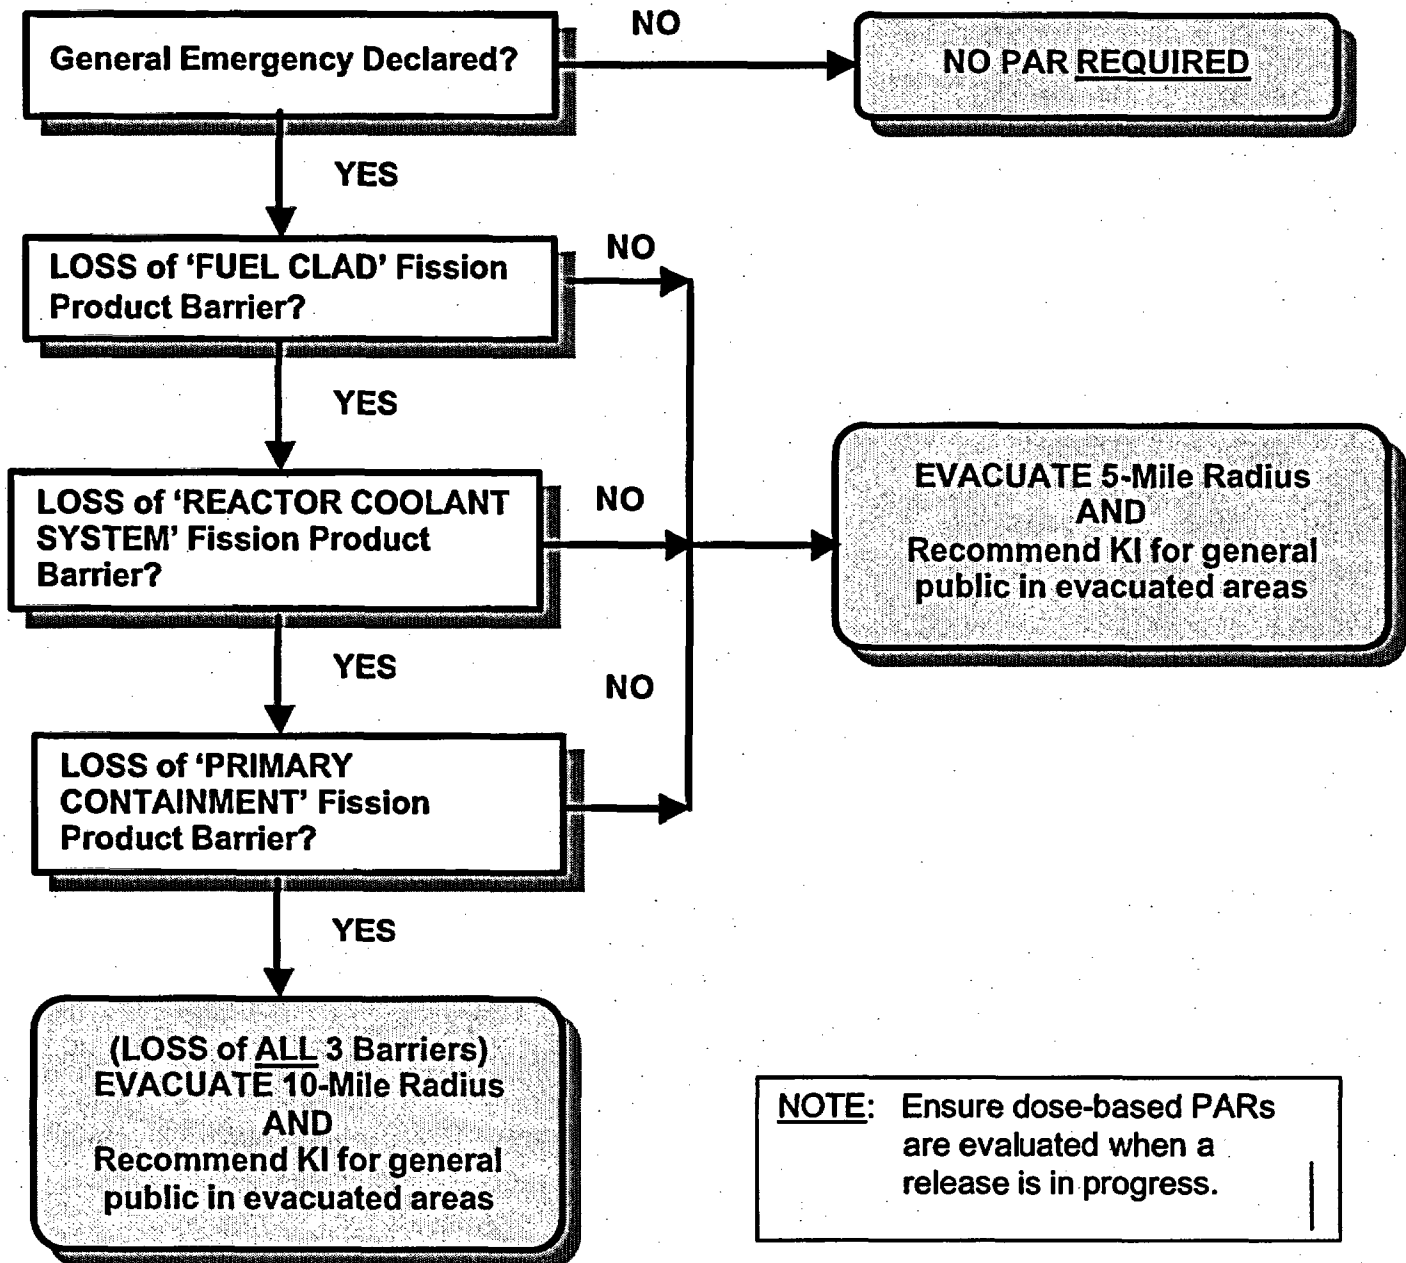 General Emergency Declared?
NO
NO PAR REQUIRED
YES
LOSS of ‘FUEL CLAD’ Fission
Product Barrier?
NO
YES
LOSS of ‘REACTOR COOLANT
SYSTEM’ Fission Product
Barrier?
NO
EVACUATE 5-Mile Radius
AND
Recommend KI for general
public in evacuated areas
YES
NO
LOSS of ‘PRIMARY
CONTAINMENT’ Fission
Product Barrier?
YES
(LOSS of ALL 3 Barriers)
EVACUATE 10-Mile Radius
AND
Recommend KI for general
public in evacuated areas
NOTE: Ensure dose-based PARs
are evaluated when a
release is in progress.